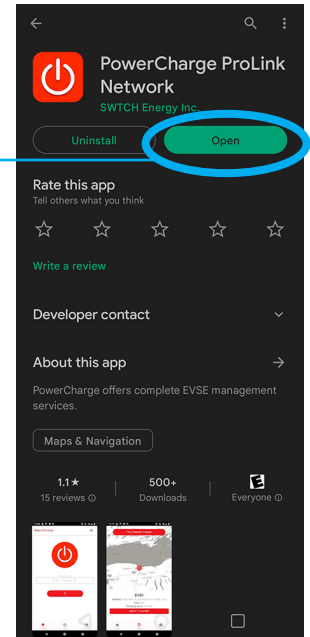 PowerCharge ProLink
Network
SWTCH Energy Inc.
Uninstall
Open
Rate this app
Tell others what you think
Write a review
Developer contact
About this app
PowerCharge offers complete EVSE management
services.
Maps & Navigation
1.1★
15 reviews
500+
Downloads
E
Everyone